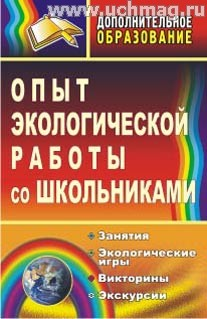 www.uchmag.ru
ДОПОЛНИТЕЛЬНОЕ
ОБРАЗОВАНИЕ
ОПЫТ
ЭКОЛОГИЧЕСКОЙ
РАБОТЫ
СО ШКОЛЬНИКАМИ
Занятия
Экологические
игры
Викторины
Экскурсии